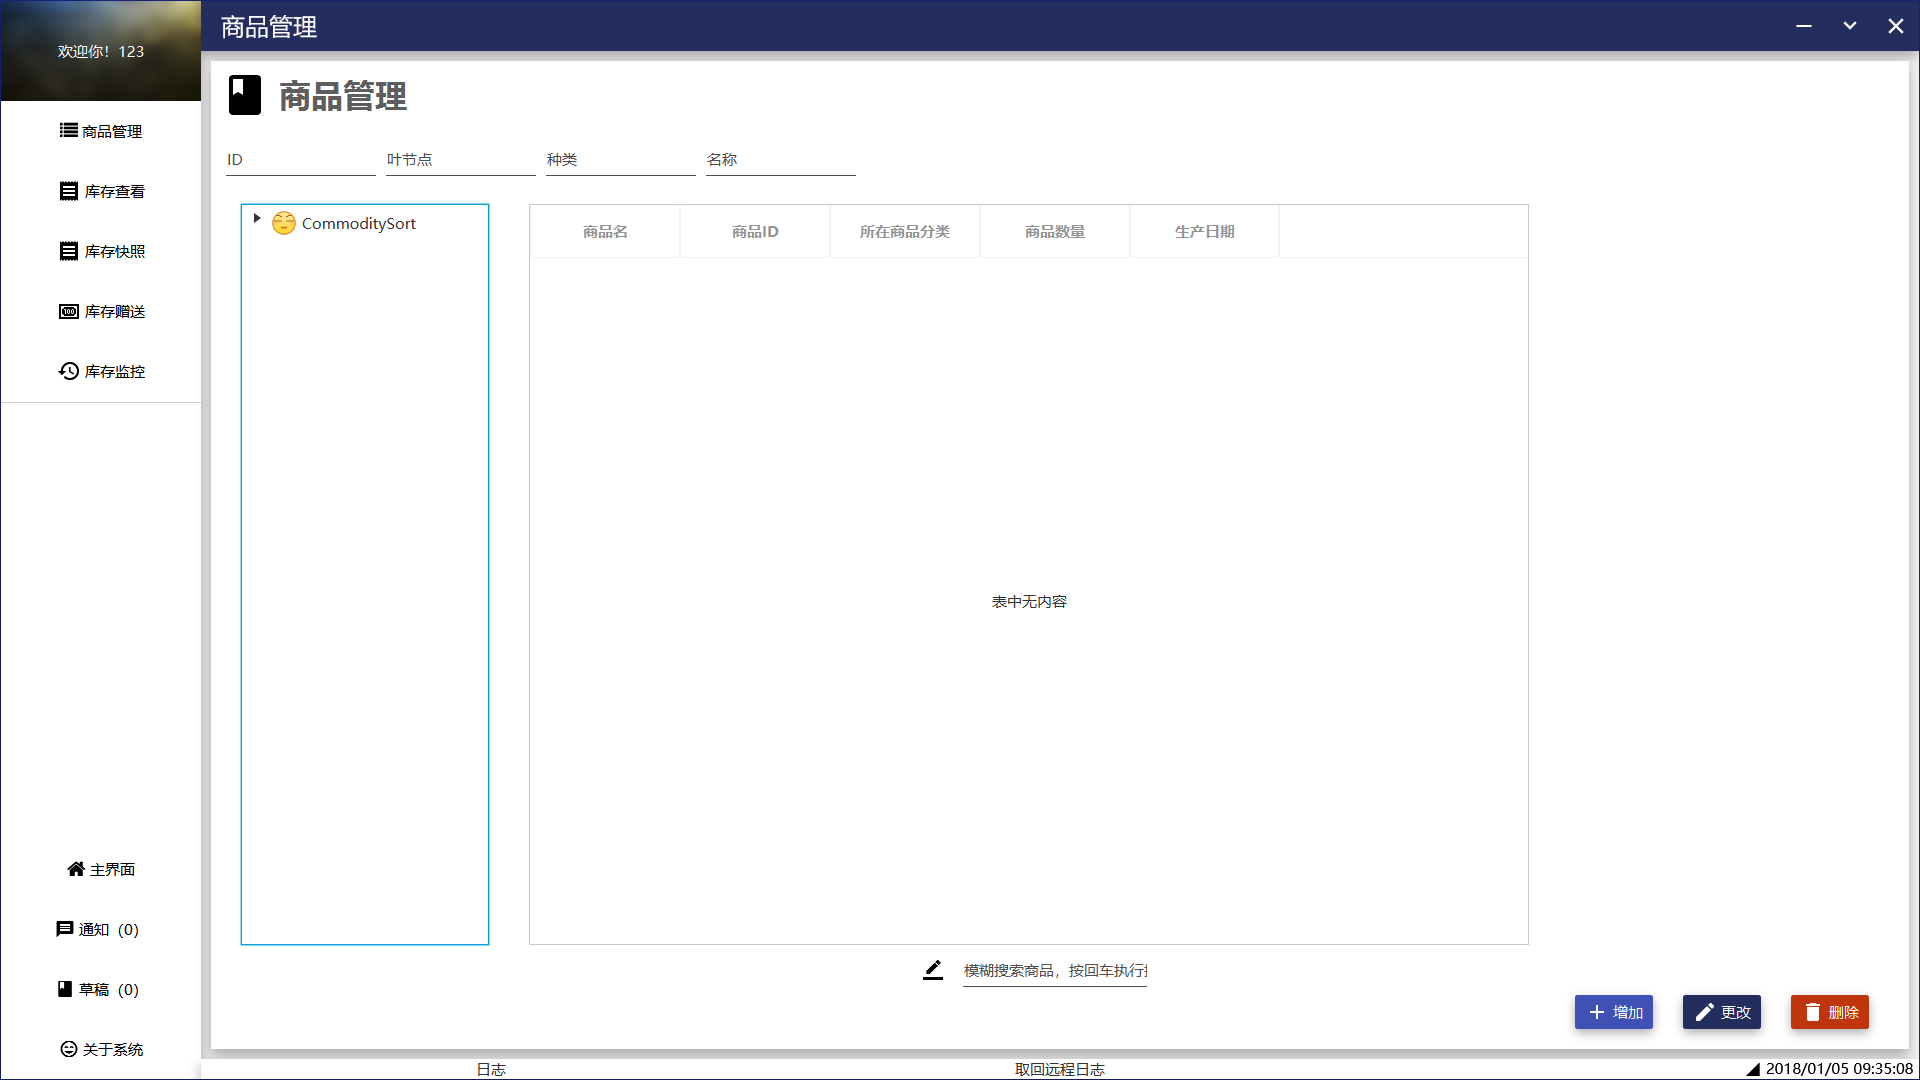 欢迎你！123
商品管理
库存查看
库存快照
库存赠送
库存监控
主界面
通知（0）
草稿（0）
关于系统
商品管理
商品管理
ID 叶节点 种类 名称
CommoditySort
商品名 商品ID 所在商品分类 商品数量 生产日期
表中无内容
模糊搜索商品，按回车执行
增加 更改 删除
日志 取回远程日志 2018/01/05 09:35:08